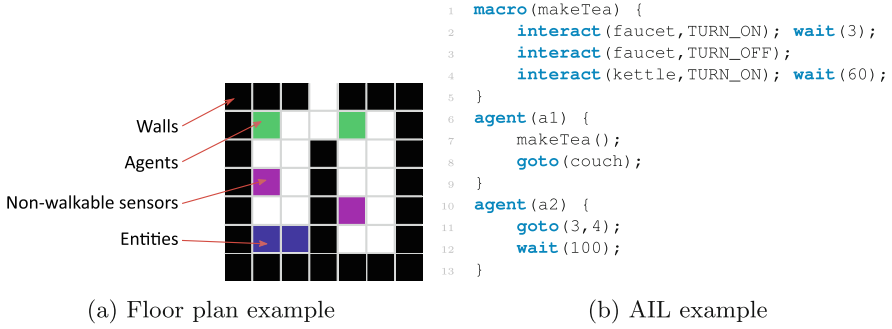 Walls
Agents
Non-walkable sensors
Entities
(a) Floor plan example
1 macro(makeTea) {
2 interact(faucet,TURN_ON); wait(3);
3 interact(faucet,TURN_OFF);
4 interact(kettle,TURN_ON); wait(60);
5 }
6 agent(a1) {
7 makeTea();
8 goto(couch);
9 }
10 agent(a2) {
11 goto(3,4);
12 wait(100);
13 }
(b) AIL example